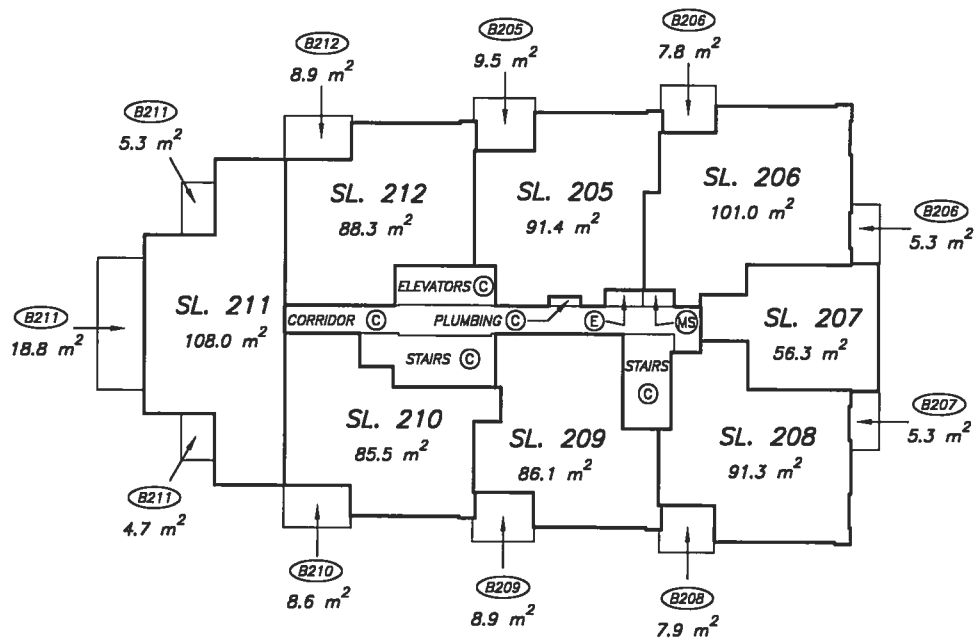 B212
8.9 m²
B205
9.5 m²
B206
7.8 m²
B211
5.3 m²
SL. 212
88.3 m²
SL. 205
91.4 m²
SL. 206
101.0 m²
B206
5.3 m²
ELEVATORS C
SL. 211
108.0 m²
B211
18.8 m²
CORRIDOR C
PLUMBING C
E
MS
SL. 207
56.3 m²
STAIRS C
STAIRS
C
SL. 210
85.5 m²
SL. 209
86.1 m²
SL. 208
91.3 m²
B207
5.3 m²
B211
4.7 m²
B210
8.6 m²
B209
8.9 m²
B208
7.9 m²